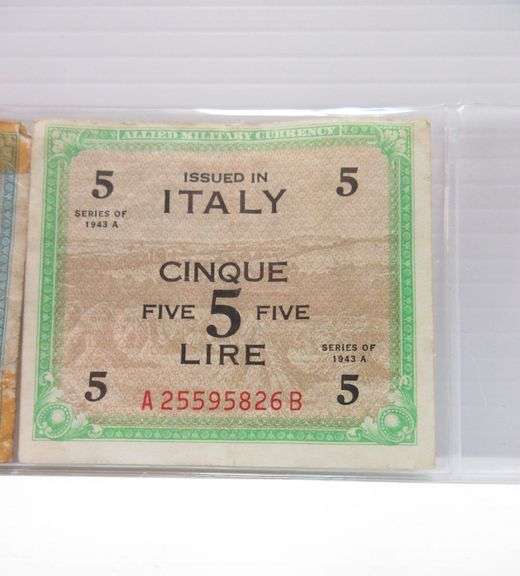 ALLIED MILITARY CURRENCY
5 ISSUED IN 5
ITALY
SERIES OF
1943 A
CINQUE
FIVE 5 FIVE
LIRE
SERIES OF
1943 A
5 A 25595826 B 5